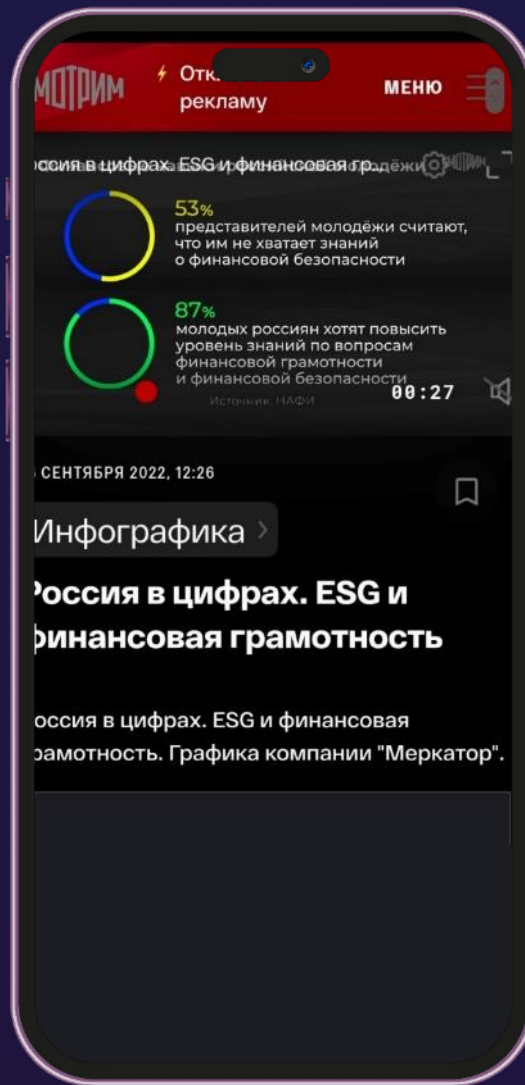 МОТРИМ
Отк
рекламу
МЕНЮ
оссия в цифрах. ESG и финансовая гр...
53%
представителей молодёжи считают,
что им не хватает знаний
о финансовой безопасности
87%
молодых россиян хотят повысить
уровень знаний по вопросам
финансовой грамотности
и финансовой безопасности
Источник: НАФИ
00:27
СЕНТЯБРЯ 2022, 12:26
Инфографика
Россия в цифрах. ESG и
финансовая грамотность
оссия в цифрах. ESG и финансовая
рамотность. Графика компании "Меркатор".